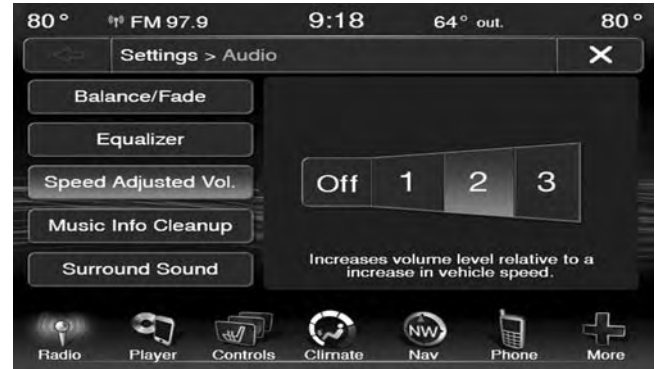 80° FM 97.9 9:18 64° out. 80°
Settings > Audio X
Balance/Fade
Equalizer
Speed Adjusted Vol.
Music Info Cleanup
Surround Sound
Off 1 2 3
Increases volume level relative to a
increase in vehicle speed.
NW
Radio Player Controls Climate Nav Phone More